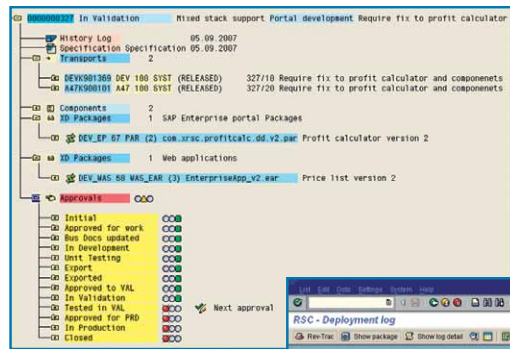 0000000327 In Validation Mixed stack support Portal development Require fix to profit calculator
History Log 05.09.2007
Specification Specification 05.09.2007
Transports 2
DEVK901369 DEV 100 SYST (RELEASED) 327/10 Require fix to profit calculator and componenets
A47K900101 A47 100 SYST (RELEASED) 327/20 Require fix to profit calculator and componenets
Components 2
XD Packages 1 SAP Enterprise portal Packages
DEV_EP 67 PAR (2) com.xrsc.profitcalc.dd_v2.par Profit calculator version 2
XD Packages 1 Web applications
DEV_WAS 68 WAS_EAR (3) EnterpriseApp_v2.ear Price list version 2
Approvals
Initial
Approved for work
Bus Docs updated
In Development
Unit Testing
Export
Exported
Approved to VAL
In Validation
Tested in VAL Next approval
Approved for PRD
In Production
Closed
List Edit Goto Settings System Help
RSC - Deployment log
Rev-Trac Show package Show log detail